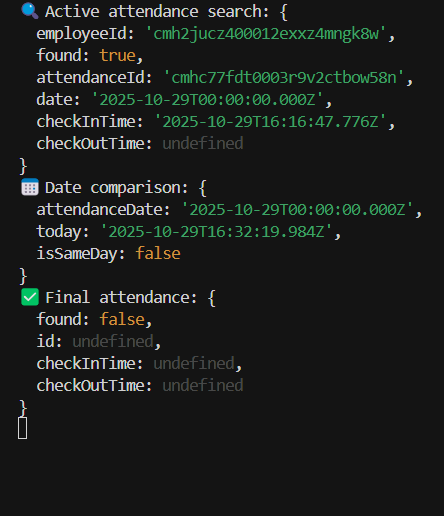 🔍 Active attendance search: {
  employeeId: 'cmh2jucz400012exxz4mngk8w',
  found: true,
  attendanceId: 'cmhc77fdt0003r9v2ctbow58n',
  date: '2025-10-29T00:00:00.000Z',
  checkInTime: '2025-10-29T16:16:47.776Z',
  checkOutTime: undefined
}
📅 Date comparison: {
  attendanceDate: '2025-10-29T00:00:00.000Z',
  today: '2025-10-29T16:32:19.984Z',
  isSameDay: false
}
✅ Final attendance: {
  found: false,
  id: undefined,
  checkInTime: undefined,
  checkOutTime: undefined
}